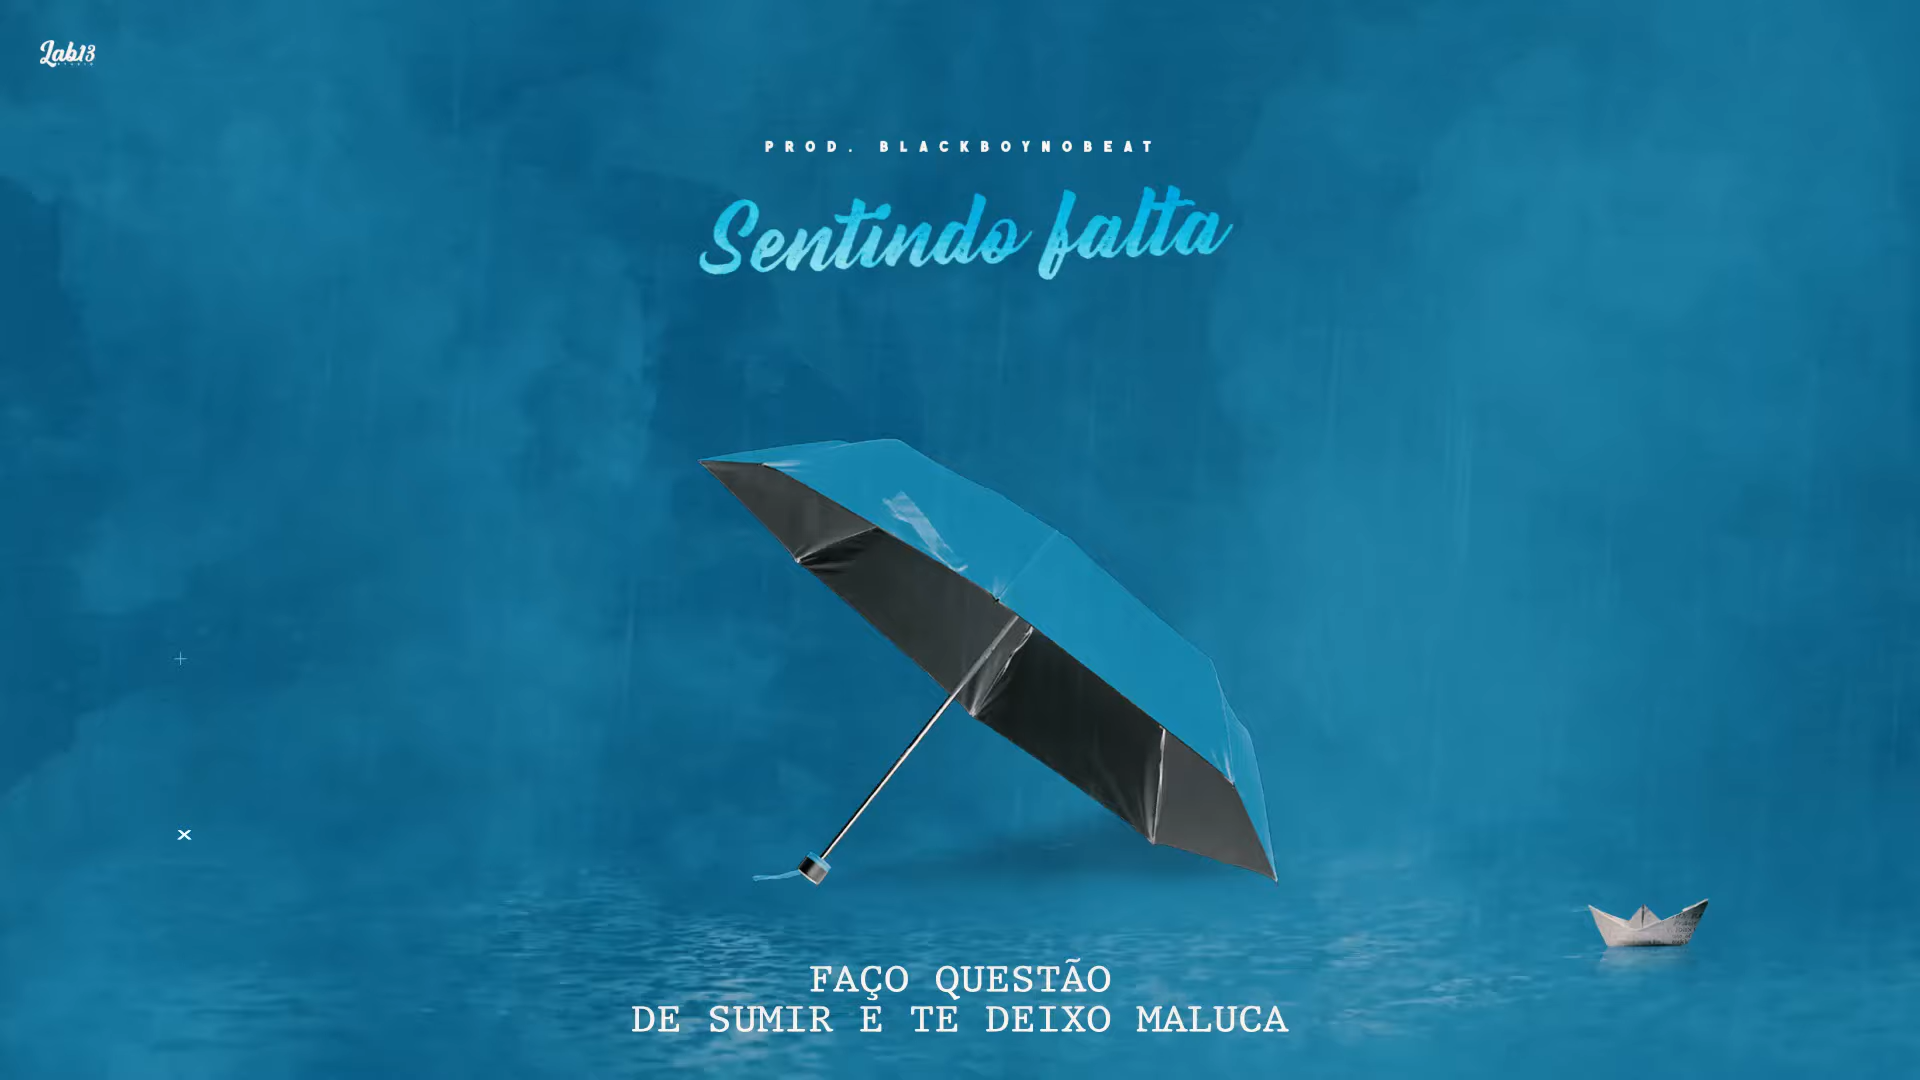 Lab13
PROD. BLACKBOYNOBEAT
Sentindo falta
FAÇO QUESTÃO
DE SUMIR E TE DEIXO MALUCA